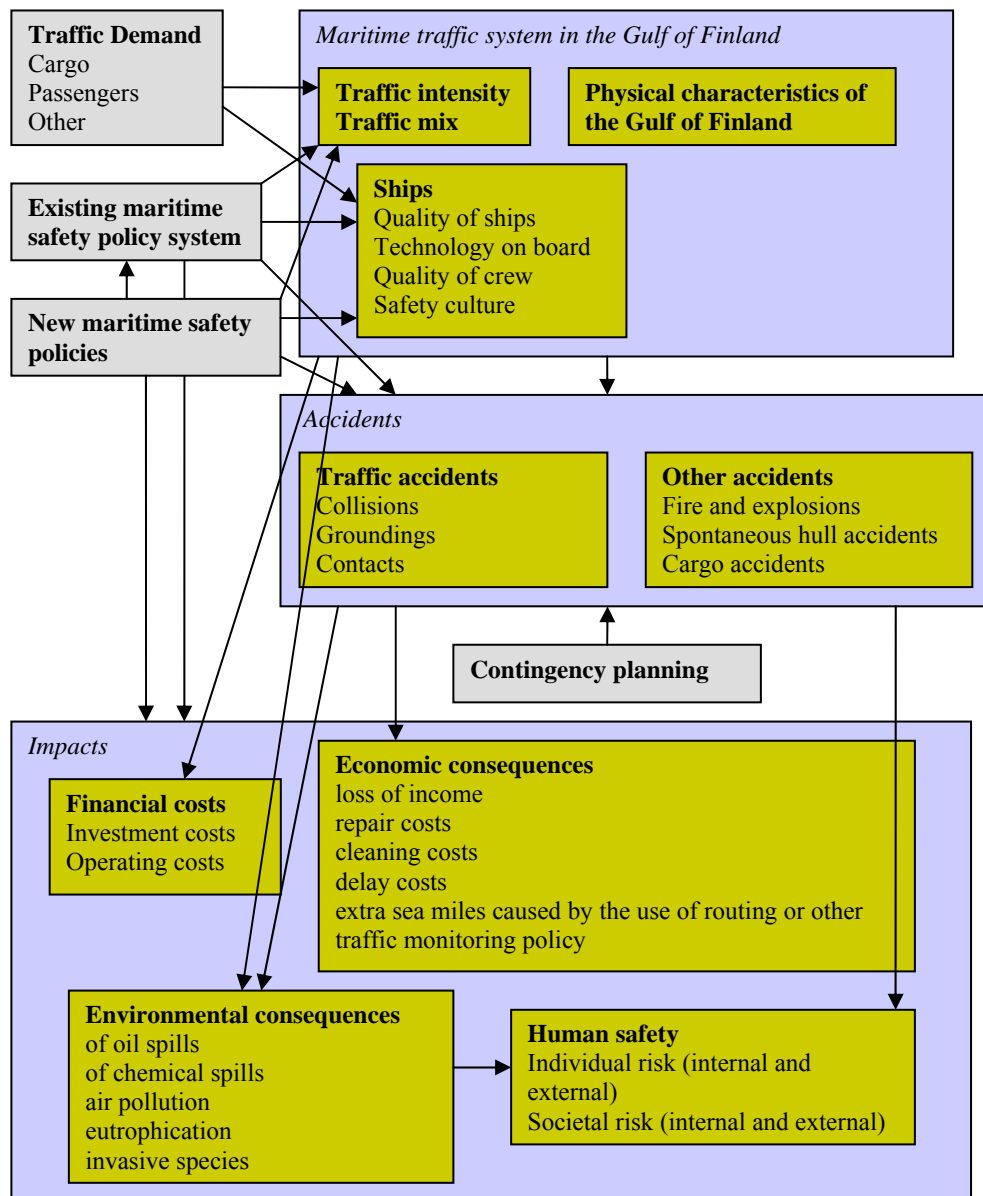 Traffic Demand
Cargo
Passengers
Other
Maritime traffic system in the Gulf of Finland
Traffic intensity
Traffic mix
Physical characteristics of
the Gulf of Finland
Existing maritime
safety policy system
Ships
Quality of ships
Technology on board
Quality of crew
Safety culture
New maritime safety
policies
Accidents
Traffic accidents
Collisions
Groundings
Contacts
Other accidents
Fire and explosions
Spontaneous hull accidents
Cargo accidents
Contingency planning
Impacts
Financial costs
Investment costs
Operating costs
Economic consequences
loss of income
repair costs
cleaning costs
delay costs
extra sea miles caused by the use of routing or other
traffic monitoring policy
Environmental consequences
of oil spills
of chemical spills
air pollution
eutrophication
invasive species
Human safety
Individual risk (internal and
external)
Societal risk (internal and external)